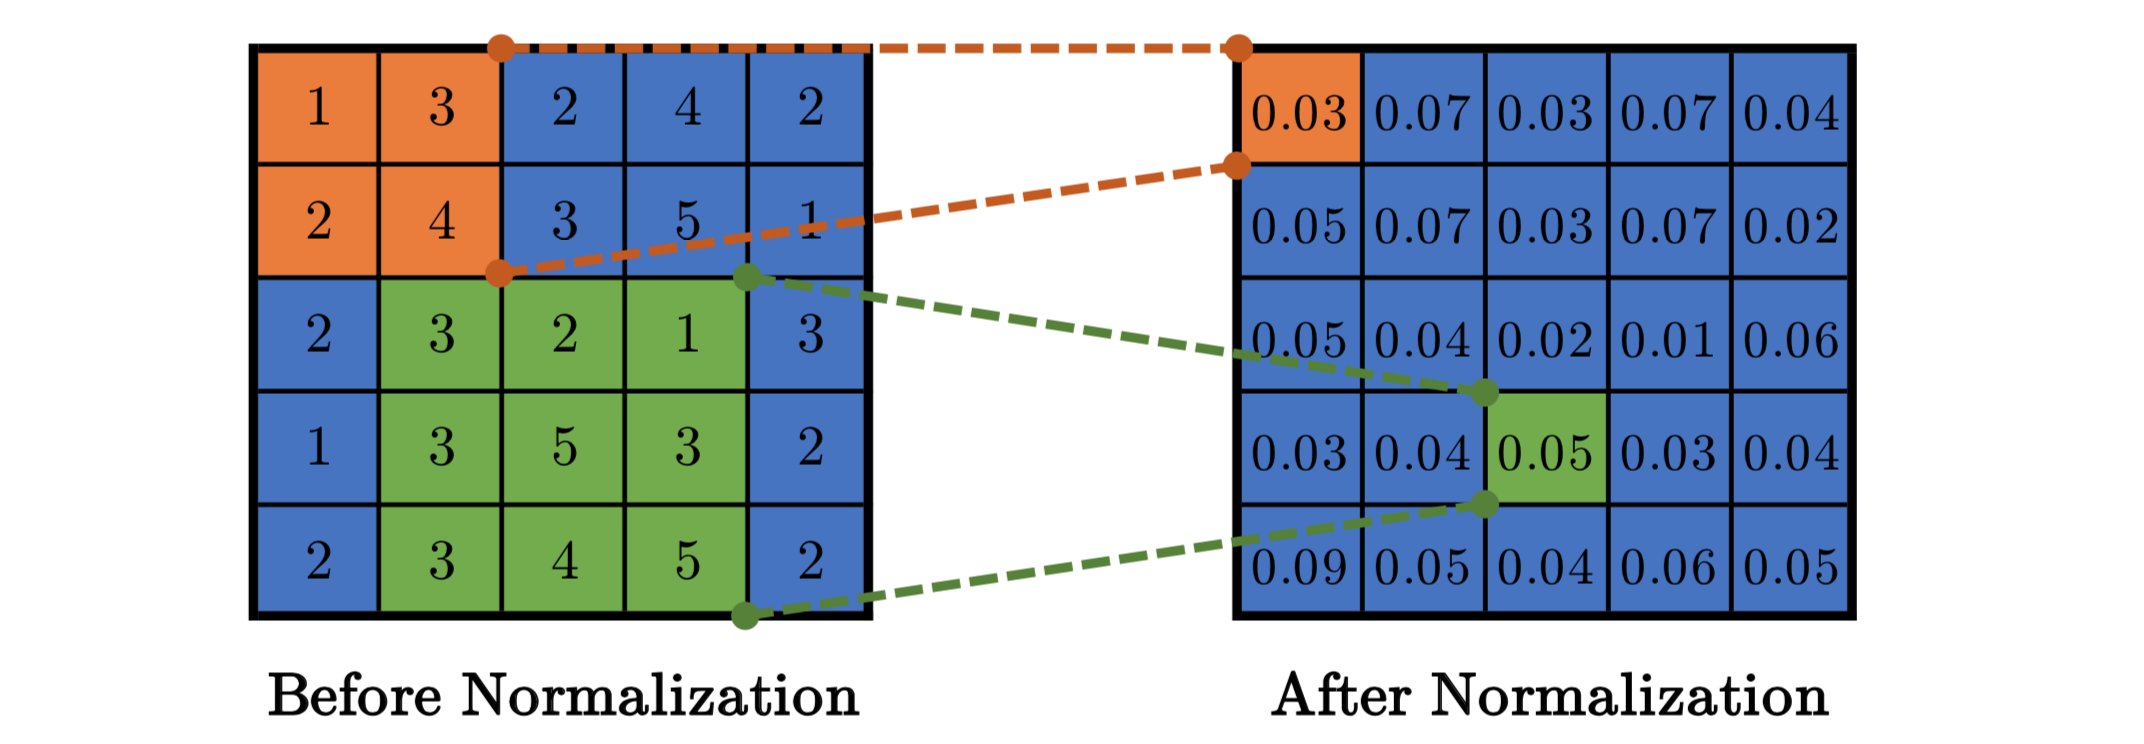 1 3 2 4 2
2 4 3 5 1
2 3 2 1 3
1 3 5 3 2
2 3 4 5 2
Before Normalization
0.03 0.07 0.03 0.07 0.04
0.05 0.07 0.03 0.07 0.02
0.05 0.04 0.02 0.01 0.06
0.03 0.04 0.05 0.03 0.04
0.09 0.05 0.04 0.06 0.05
After Normalization